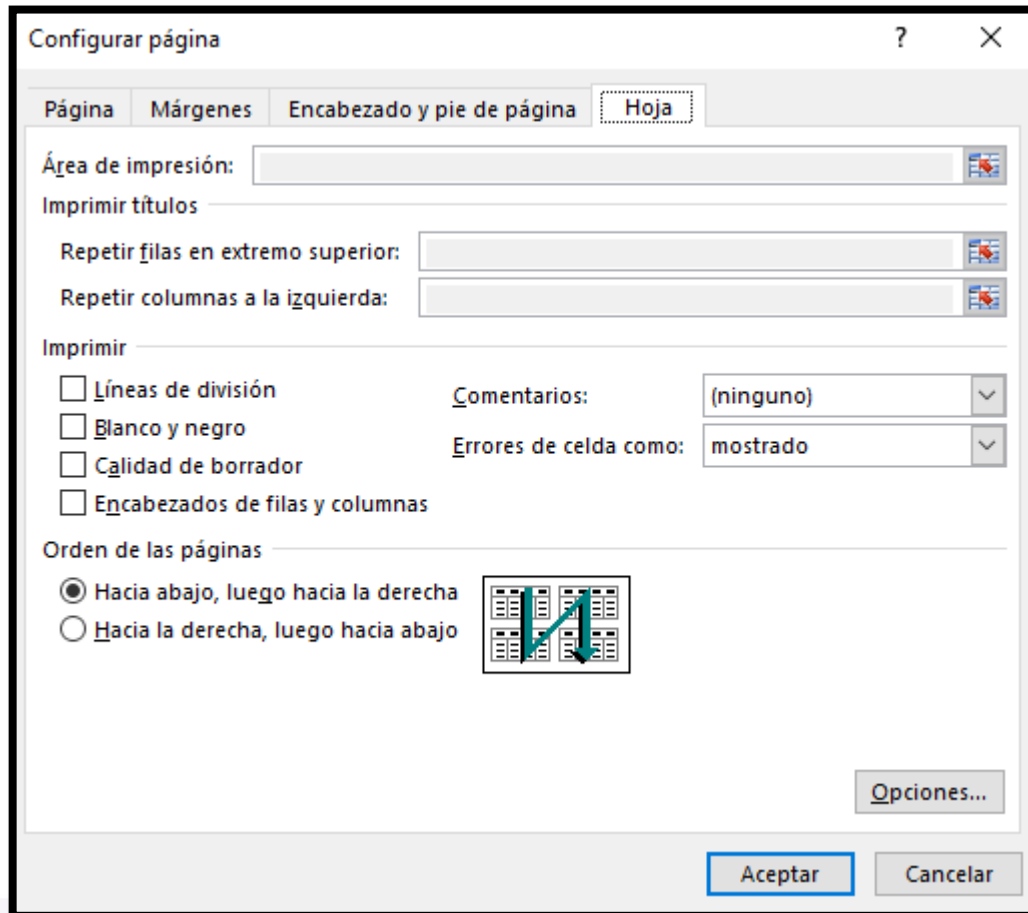 Configurar página ?
Página Márgenes Encabezado y pie de página Hoja
Área de impresión:
Imprimir títulos
Repetir filas en extremo superior:
Repetir columnas a la izquierda:
Imprimir
Líneas de división
Comentarios: (ninguno)
Blanco y negro
Errores de celda como: mostrado
Calidad de borrador
Encabezados de filas y columnas
Orden de las páginas
Hacia abajo, luego hacia la derecha
Hacia la derecha, luego hacia abajo
Opciones...
Aceptar Cancelar